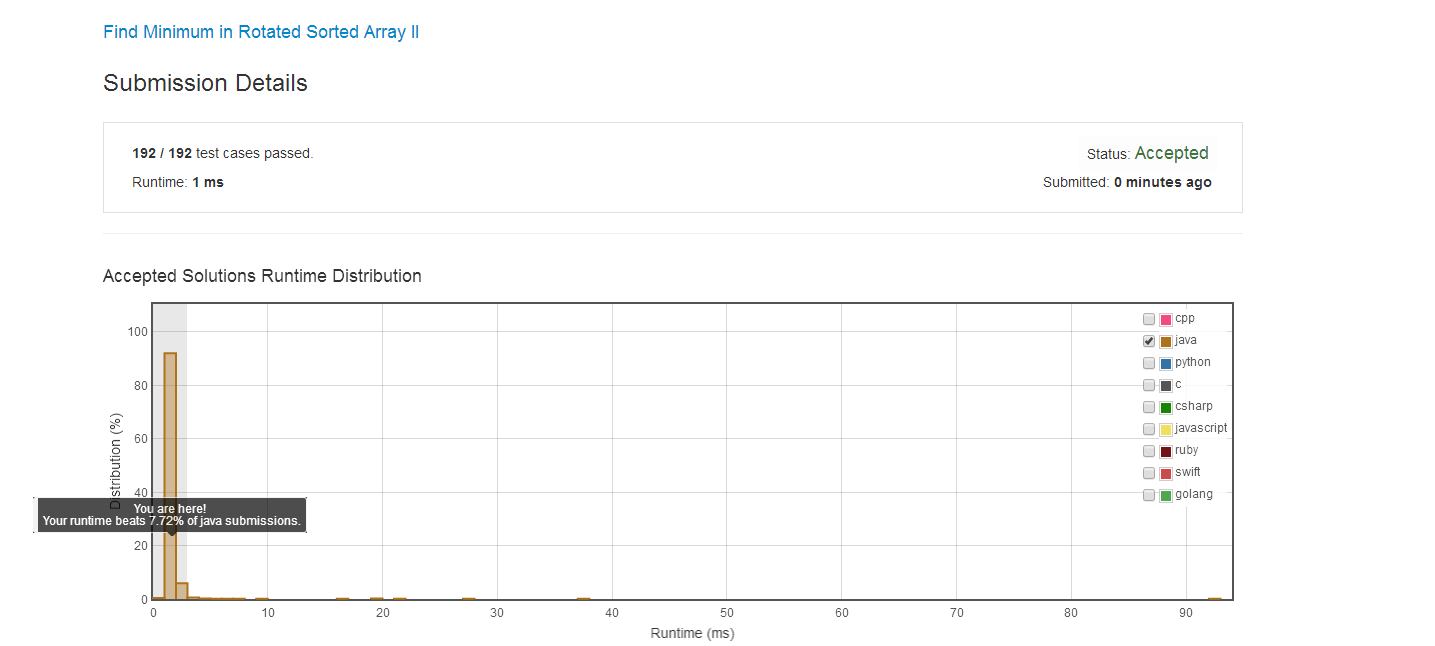 Find Minimum in Rotated Sorted Array II
Submission Details
192 / 192 test cases passed.
Status: Accepted
Runtime: 1 ms
Submitted: 0 minutes ago
Accepted Solutions Runtime Distribution
Distribution (%)
100
80
60
40
20
0
You are here!
Your runtime beats 7.72% of java submissions.
cpp
java
python
c
csharp
javascript
ruby
swift
golang
0 10 20 30 40 50 60 70 80 90
Runtime (ms)